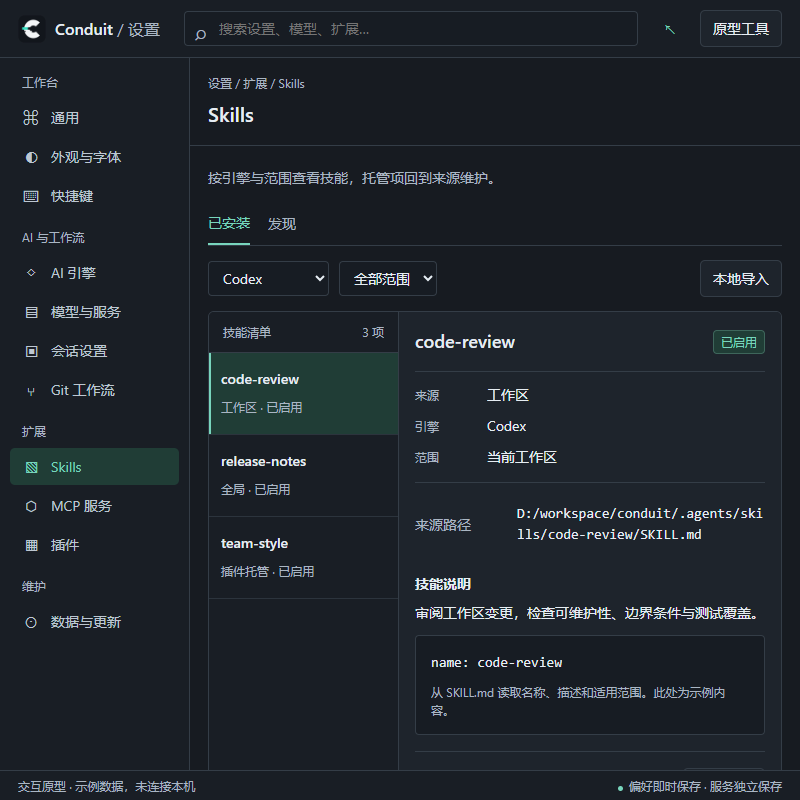 Conduit / 设置
搜索设置、模型、扩展...
原型工具
工作台
通用
外观与字体
快捷键
AI 与工作流
AI 引擎
模型与服务
会话设置
Git 工作流
扩展
Skills
MCP 服务
插件
维护
数据与更新
设置 / 扩展 / Skills
Skills
按引擎与范围查看技能，托管项回到来源维护。
已安装
发现
Codex
全部范围
本地导入
技能清单
3 项
code-review
工作区 · 已启用
release-notes
全局 · 已启用
team-style
插件托管 · 已启用
code-review
已启用
来源
工作区
引擎
Codex
范围
当前工作区
来源路径
D:/workspace/conduit/.agents/ski
lls/code-review/SKILL.md
技能说明
审阅工作区变更，检查可维护性、边界条件与测试覆盖。
name: code-review
从 SKILL.md 读取名称、描述和适用范围。此处为示例内
容。
交互原型 · 示例数据，未连接本机
偏好即时保存 · 服务独立保存